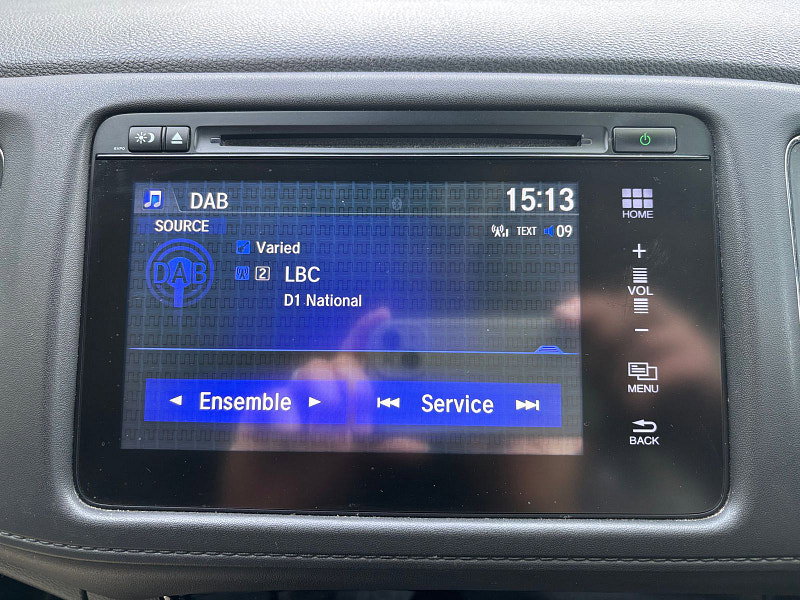 DAB
15:13
SOURCE
TEXT
09
DAB
Varied
2
LBC
D1 National
Ensemble
Service
HOME
+
VOL
−
MENU
BACK